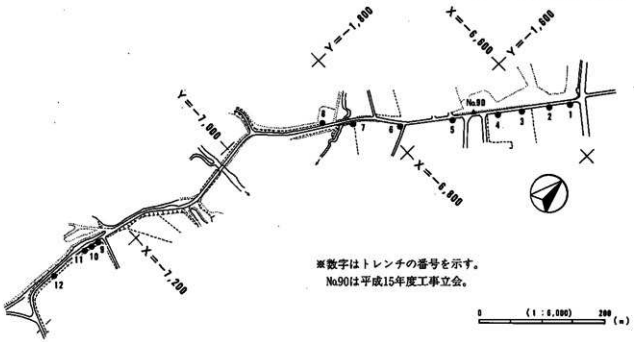 Y=-1,800
X=-6,600
Y=-1,600
Y=-7,000
No.90
8
7
6
5
4
3
2
1
X=-6,800
9
10
11
12
X=-7,200
※数字はトレンチの番号を示す。
No.90は平成15年度工事立会。
0 (1:6,000) 200 (m)